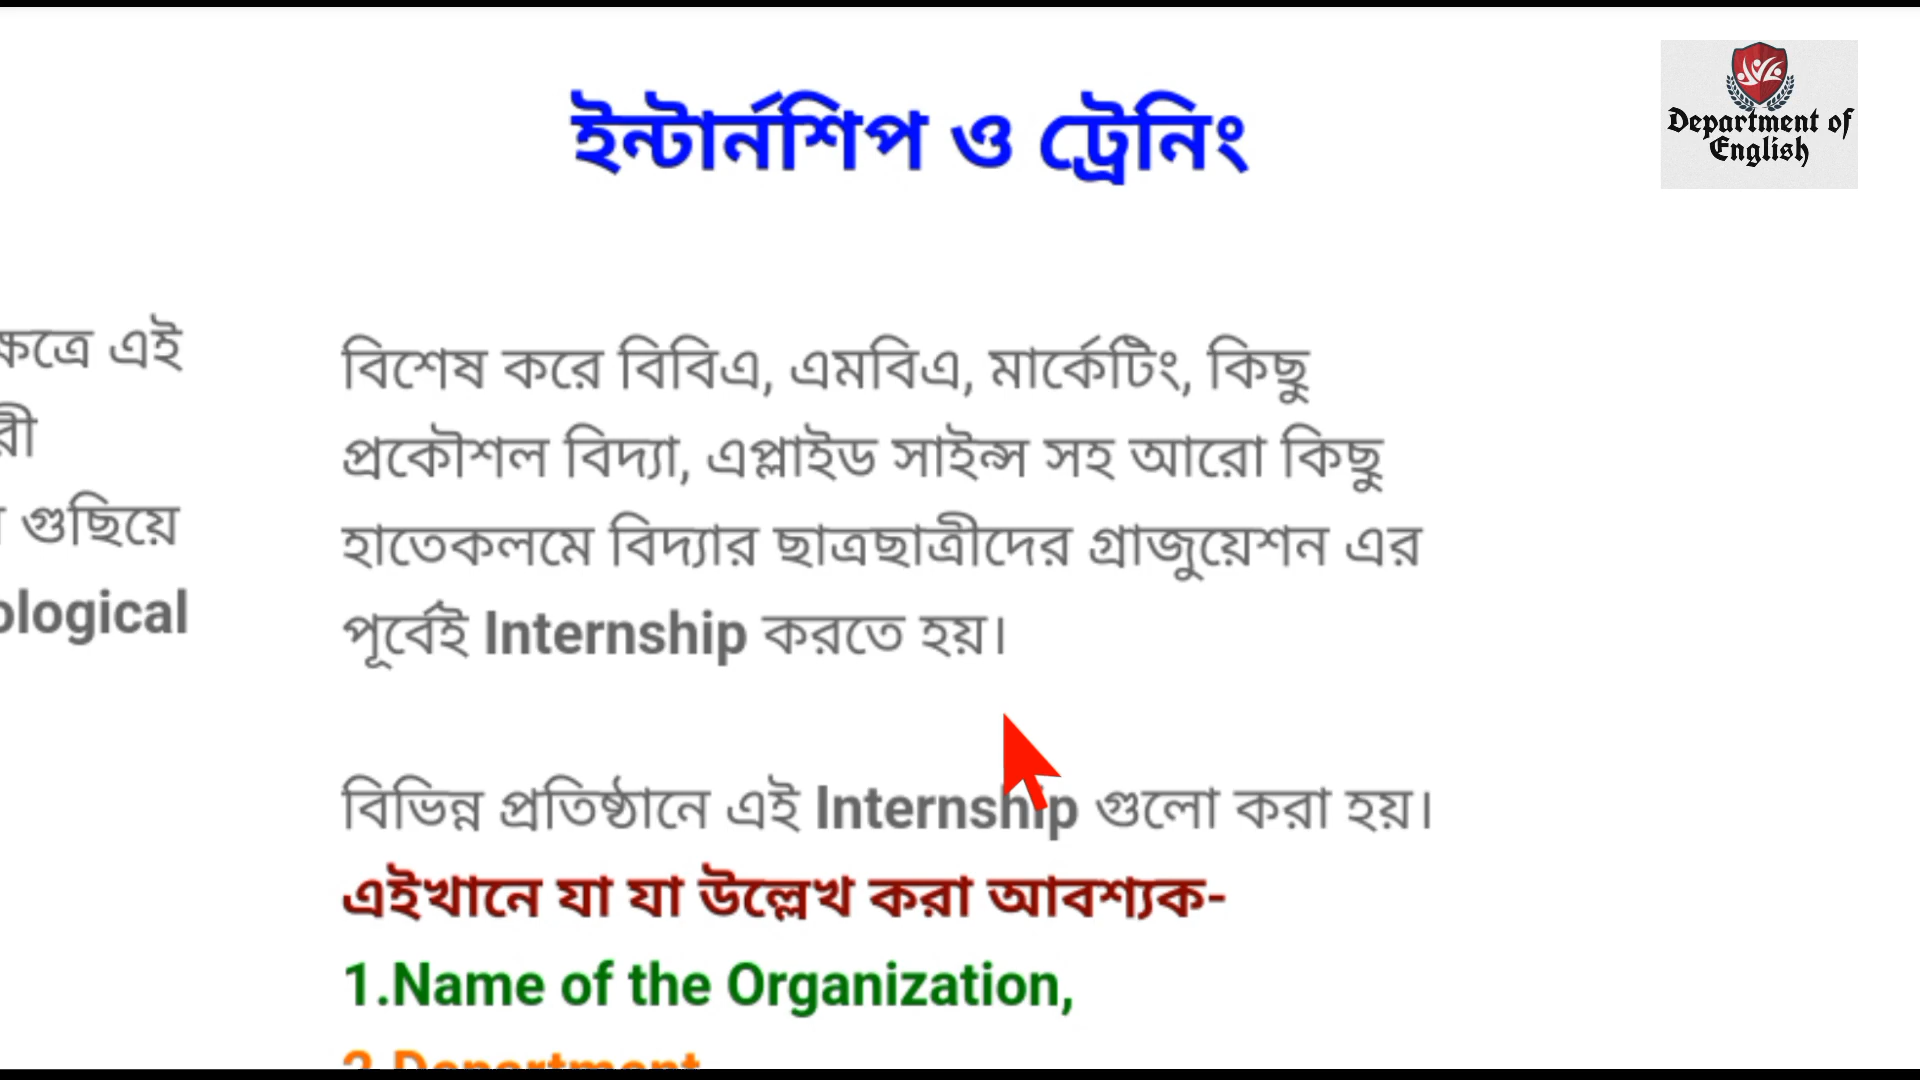 ইন্টার্নশিপ ও ট্রেনিং
Department of
English
এই
গুছিয়ে
ological
বিশেষ করে বিবিএ, এমবিএ, মার্কেটিং, কিছু
প্রকৌশল বিদ্যা, এপ্লাইড সাইন্স সহ আরো কিছু
হাতেকলমে বিদ্যার ছাত্রছাত্রীদের গ্রাজুয়েশন এর
পূর্বেই Internship করতে হয়।
বিভিন্ন প্রতিষ্ঠানে এই Internship গুলো করা হয়।
এইখানে যা যা উল্লেখ করা আবশ্যক-
1.Name of the Organization,
2.Department